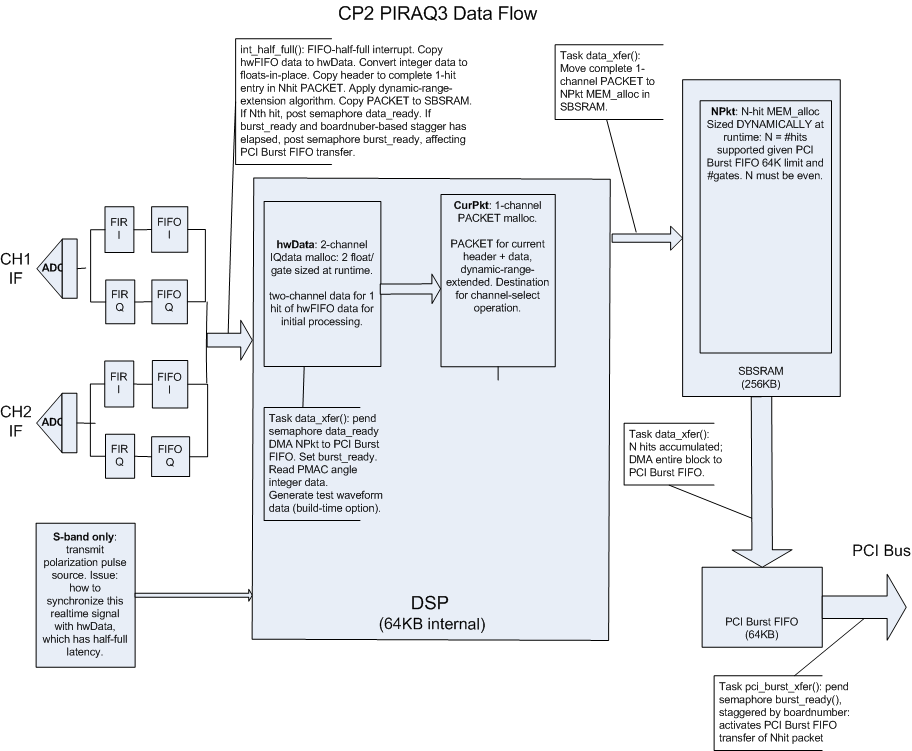 CP2 PIRAQ3 Data Flow
int_half_full(): FIFO-half-full interrupt. Copy
hwFIFO data to hwData. Convert integer data to
floats-in-place. Copy header to complete 1-hit
entry in Nhit PACKET. Apply dynamic-range-
extension algorithm. Copy PACKET to SBSRAM.
If Nth hit, post semaphore data_ready. If
burst_ready and boardnuber-based stagger has
elapsed, post semaphore burst_ready, affecting
PCI Burst FIFO transfer.
Task data_xfer():
Move complete 1-
channel PACKET to
NPkt MEM_alloc in
SBSRAM.
NPkt: N-hit MEM_alloc
Sized DYNAMICALLY at
runtime: N = #hits
supported given PCI
Burst FIFO 64K limit and
#gates. N must be even.
SBSRAM
(256KB)
CH1
IF
ADC
FIR
I
FIFO
I
FIR
Q
FIFO
Q
CH2
IF
ADC
FIR
I
FIFO
I
FIR
Q
FIFO
Q
hwData: 2-channel
IQdata malloc: 2 float/
gate sized at runtime.
two-channel data for 1
hit of hwFIFO data for
initial processing.
CurPkt: 1-channel
PACKET malloc.
PACKET for current
header + data,
dynamic-range-
extended. Destination
for channel-select
operation.
Task data_xfer(): pend
semaphore data_ready
DMA NPkt to PCI Burst
FIFO. Set burst_ready.
Read PMAC angle
integer data.
Generate test waveform
data (build-time option).
DSP
(64KB internal)
S-band only:
transmit
polarization pulse
source. Issue:
how to
synchronize this
realtime signal
with hwData,
which has half-full
latency.
Task data_xfer():
N hits accumulated;
DMA entire block to
PCI Burst FIFO.
PCI Bus
PCI Burst FIFO
(64KB)
Task pci_burst_xfer(): pend
semaphore burst_ready(),
staggered by boardnumber:
activates PCI Burst FIFO
transfer of Nhit packet